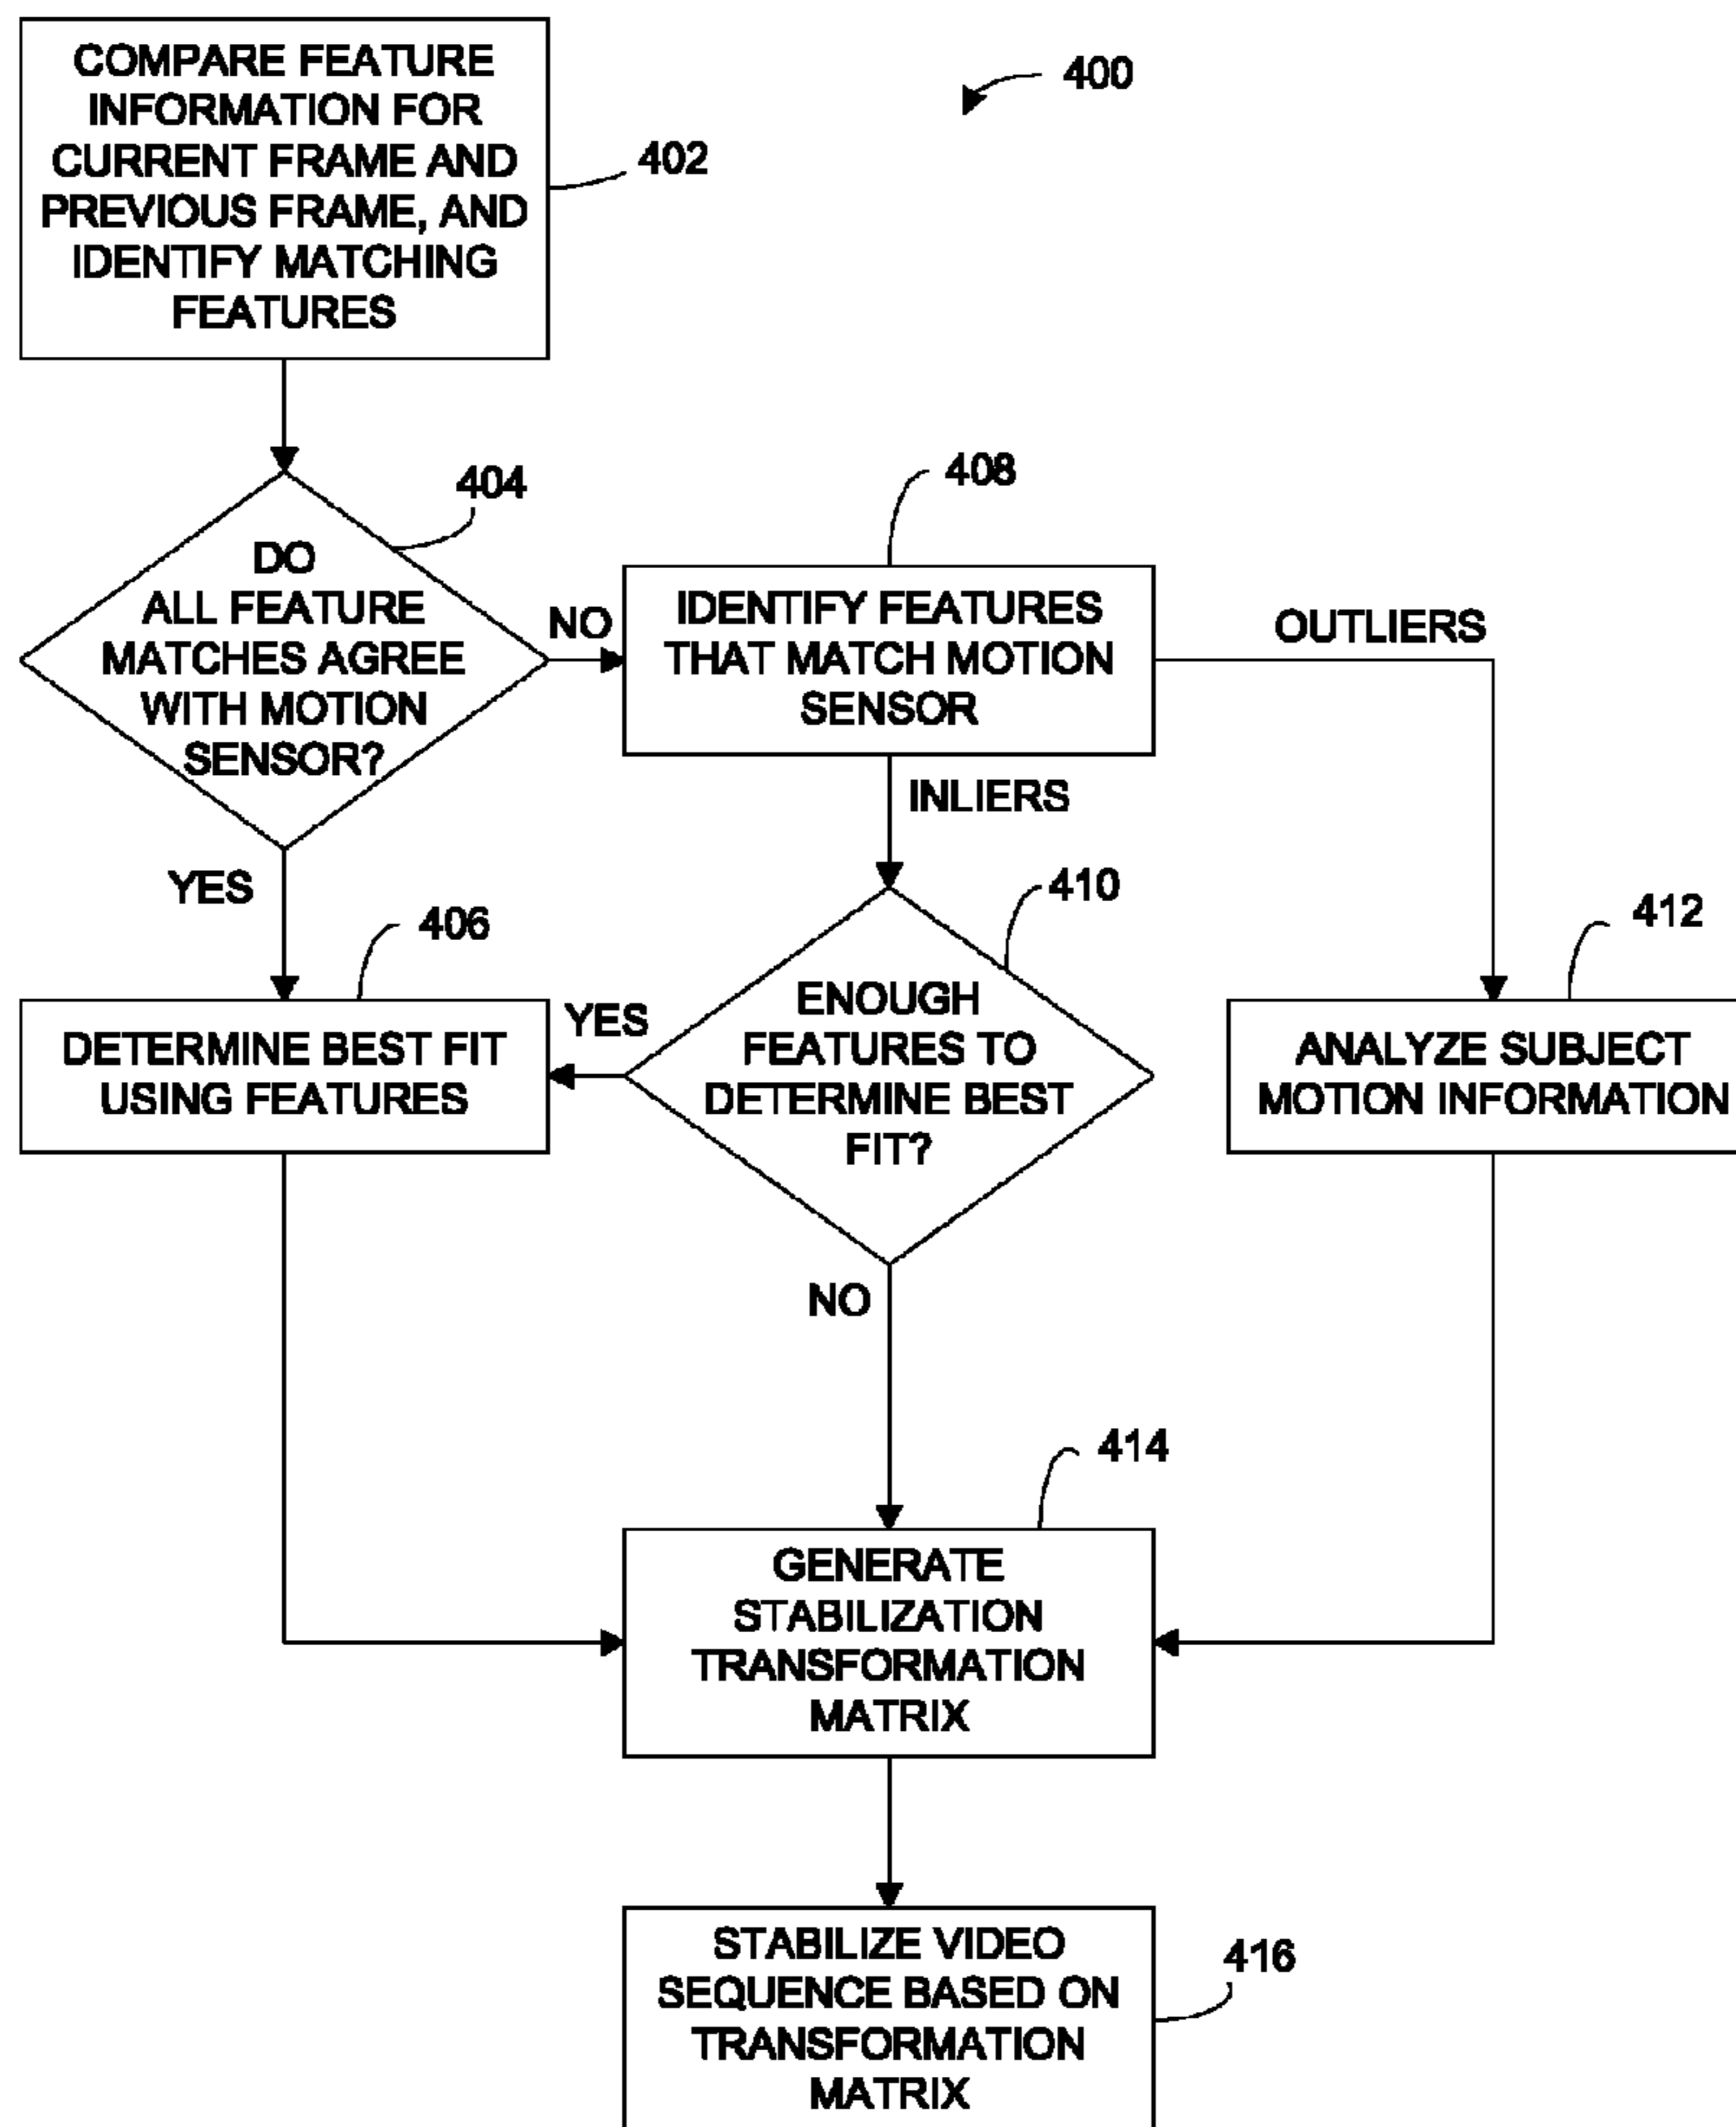 COMPARE FEATURE
INFORMATION FOR
CURRENT FRAME AND
PREVIOUS FRAME, AND
IDENTIFY MATCHING
FEATURES
400
402
404
DO
ALL FEATURE
MATCHES AGREE
WITH MOTION
SENSOR?
NO
YES
408
IDENTIFY FEATURES
THAT MATCH MOTION
SENSOR
OUTLIERS
INLIERS
406
DETERMINE BEST FIT
USING FEATURES
YES
410
ENOUGH
FEATURES TO
DETERMINE BEST
FIT?
NO
412
ANALYZE SUBJECT
MOTION INFORMATION
414
GENERATE
STABILIZATION
TRANSFORMATION
MATRIX
416
STABILIZE VIDEO
SEQUENCE BASED ON
TRANSFORMATION
MATRIX